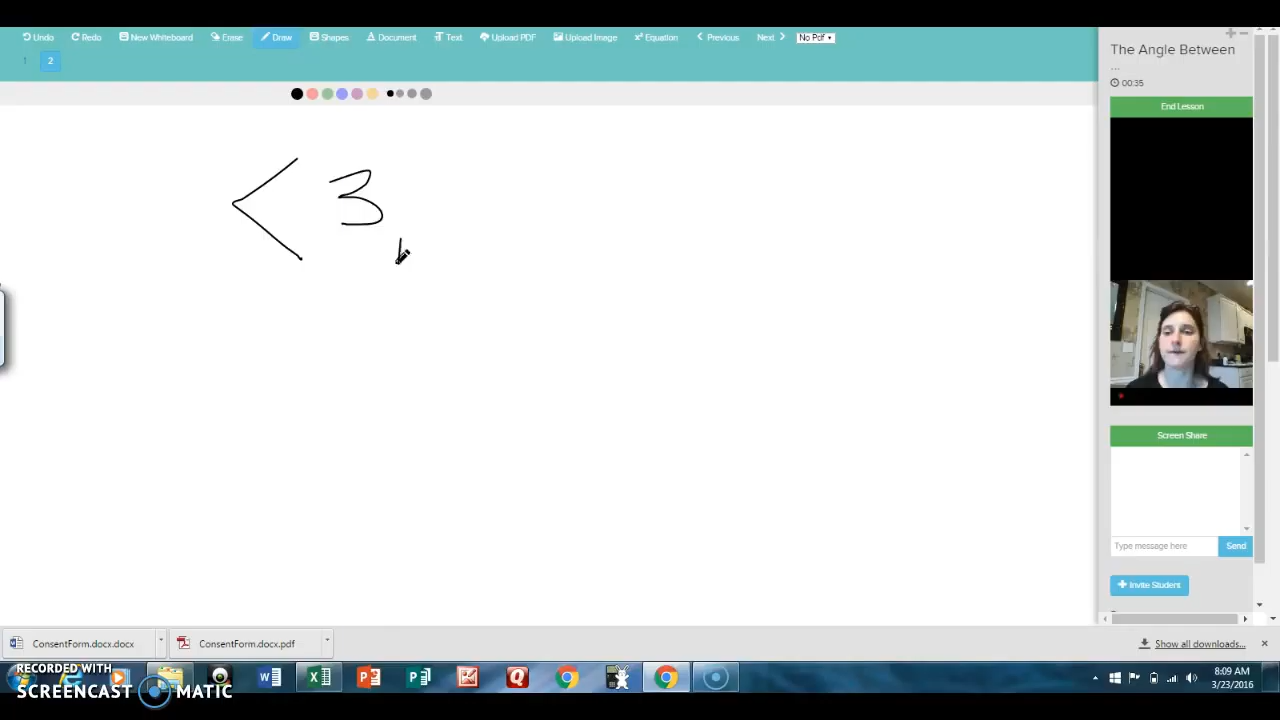 Undo Redo New Whiteboard Erase Draw Shapes Document Text Upload PDF Upload Image Equation Previous Next No Pdf
1 2
The Angle Between
...
00:35
End Lesson
< 3,
Screen Share
Type message here Send
Invite Student
ConsentForm.docx.docx ConsentForm.docx.pdf Show all downloads...
RECORDED WITH
SCREENCAST MATIC
8:09 AM
3/23/2016